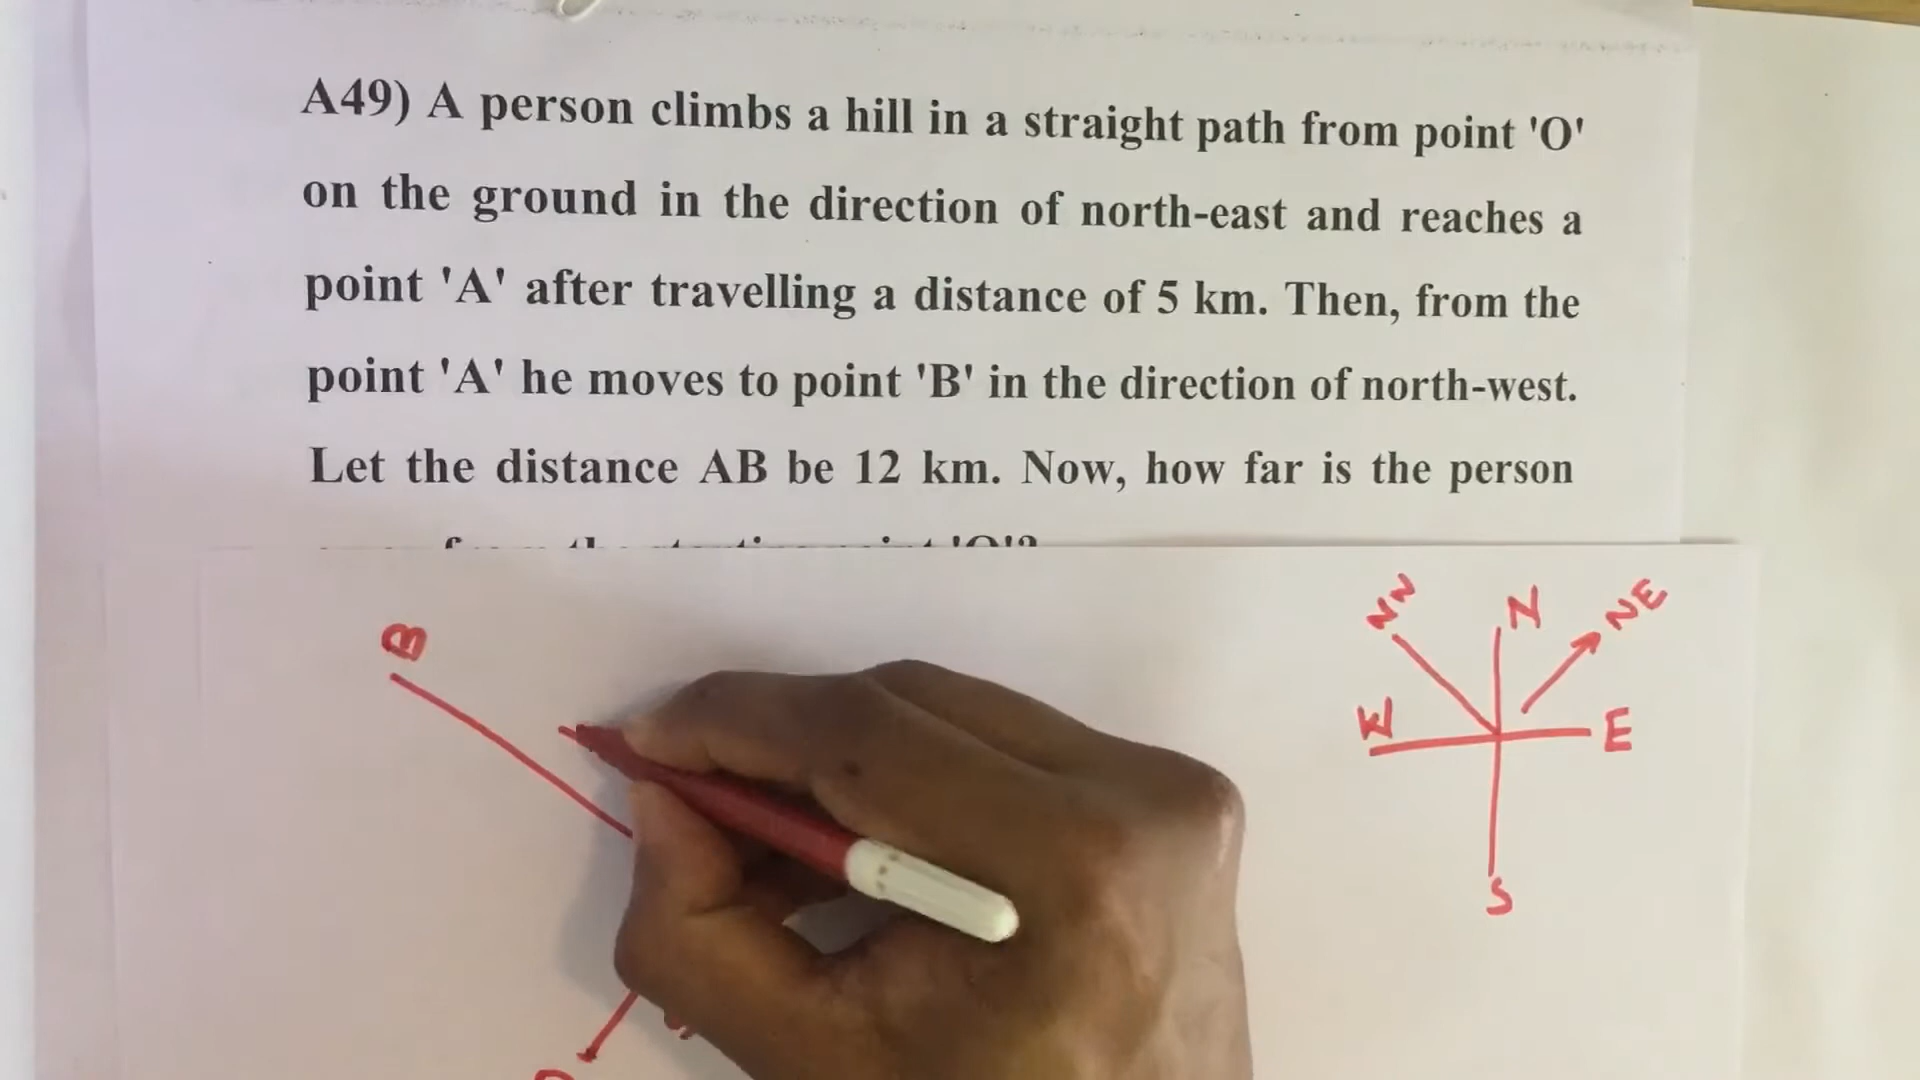 A49) A person climbs a hill in a straight path from point 'O'
on the ground in the direction of north-east and reaches a
point 'A' after travelling a distance of 5 km. Then, from the
point 'A' he moves to point 'B' in the direction of north-west.
Let the distance AB be 12 km. Now, how far is the person
B
NW
N
NE
W
E
S